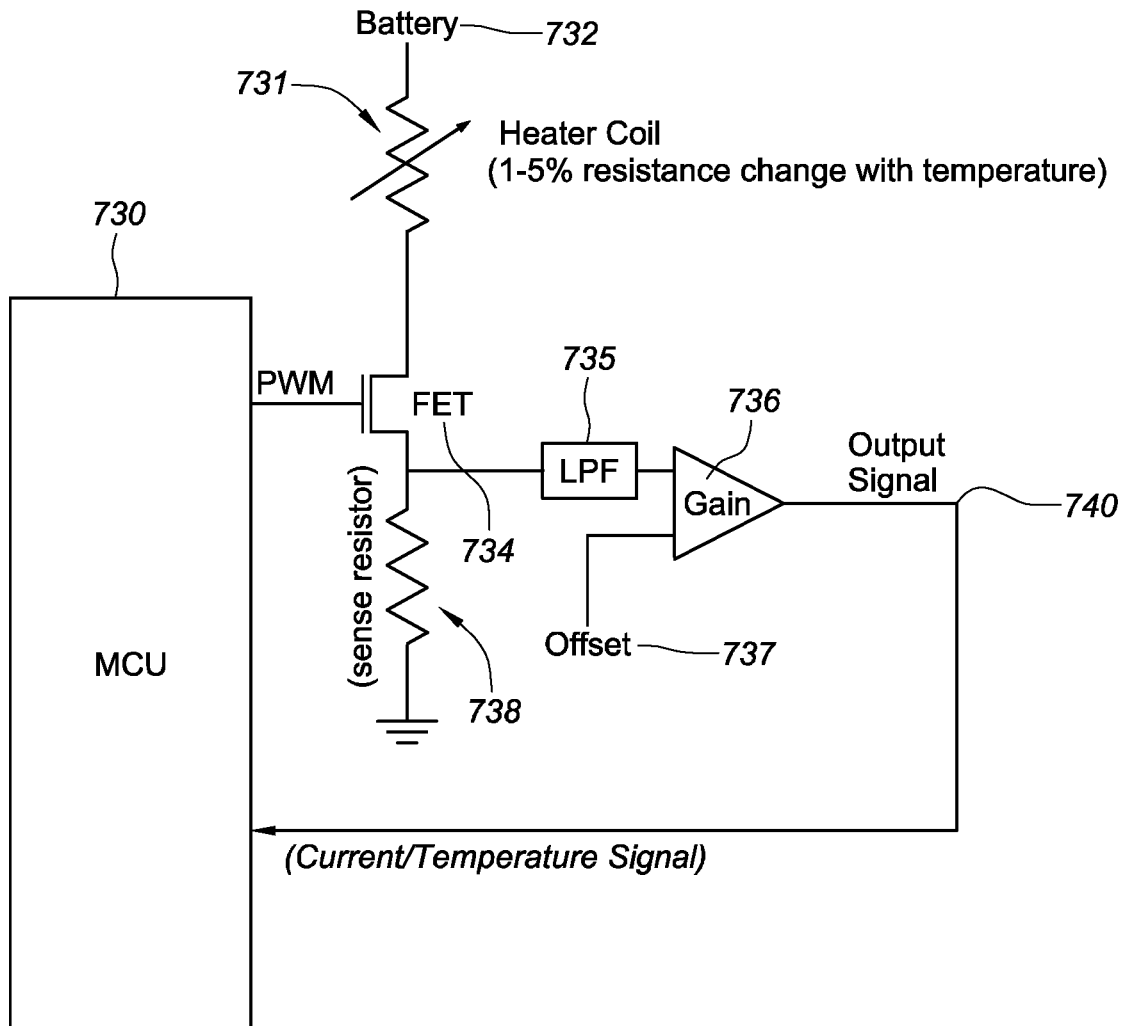 Battery 732
731
Heater Coil
(1-5% resistance change with temperature)
730
PWM
FET
734
735
LPF
736
Gain
Output
Signal
740
(sense resistor)
738
Offset 737
MCU
(Current/Temperature Signal)